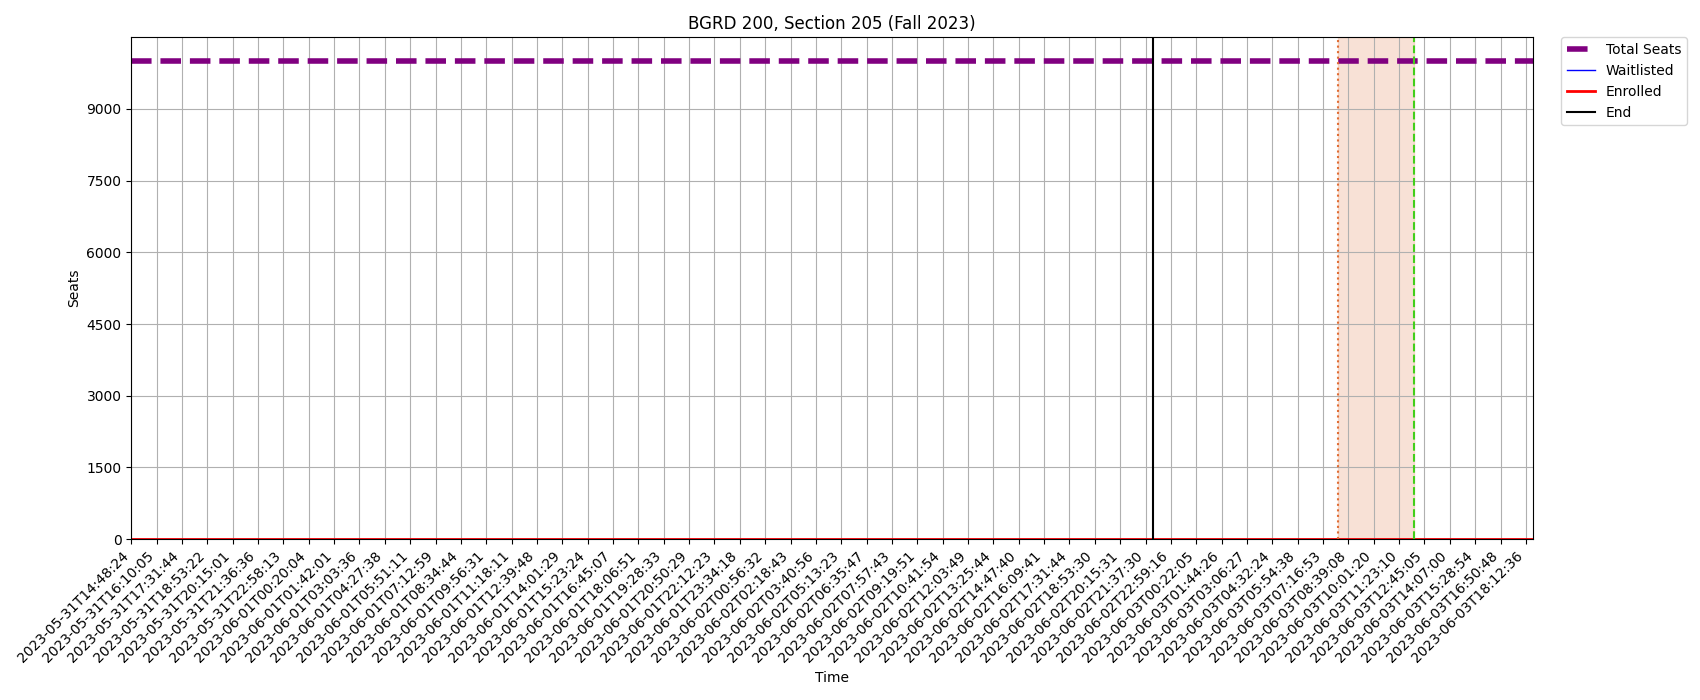 BGRD 200, Section 205 (Fall 2023)
Total Seats
Waitlisted
Enrolled
End
Seats
9000
7500
6000
4500
3000
1500
0
2023-05-31T14:48:24
2023-05-31T16:10:05
2023-05-31T17:31:44
2023-05-31T18:53:22
2023-05-31T20:15:01
2023-05-31T21:36:36
2023-05-31T22:58:13
2023-06-01T00:20:04
2023-06-01T01:42:01
2023-06-01T03:03:36
2023-06-01T04:27:38
2023-06-01T05:51:11
2023-06-01T07:12:59
2023-06-01T08:34:44
2023-06-01T09:56:31
2023-06-01T11:18:11
2023-06-01T12:39:48
2023-06-01T14:01:29
2023-06-01T15:23:24
2023-06-01T16:45:07
2023-06-01T18:06:51
2023-06-01T19:28:33
2023-06-01T20:50:29
2023-06-01T22:12:23
2023-06-01T23:34:18
2023-06-02T00:56:32
2023-06-02T02:18:43
2023-06-02T03:40:56
2023-06-02T05:13:23
2023-06-02T06:35:47
2023-06-02T07:57:43
2023-06-02T09:19:51
2023-06-02T10:41:54
2023-06-02T12:03:49
2023-06-02T13:25:44
2023-06-02T14:47:40
2023-06-02T16:09:41
2023-06-02T17:31:44
2023-06-02T18:53:30
2023-06-02T20:15:31
2023-06-02T21:37:30
2023-06-02T22:59:16
2023-06-03T00:22:05
2023-06-03T01:44:26
2023-06-03T03:06:27
2023-06-03T04:32:24
2023-06-03T05:54:38
2023-06-03T07:16:53
2023-06-03T08:39:08
2023-06-03T10:01:20
2023-06-03T11:23:10
2023-06-03T12:45:05
2023-06-03T14:07:00
2023-06-03T15:28:54
2023-06-03T16:50:48
2023-06-03T18:12:36
Time